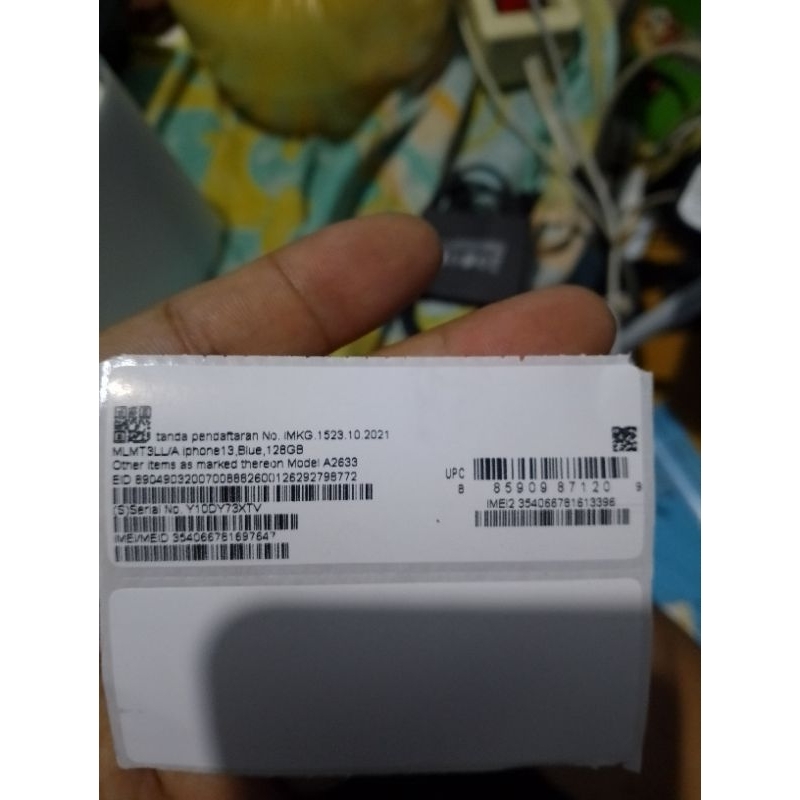 tanda pendaftaran No. IMKG.1523.10.2021
MLMT3LL/A iphone13,Blue,128GB
Other items as marked thereon Model A2633
EID 89049032007008882600126292798772
(S)Serial No. Y10DY73XTV
IMEI/MEID 354066781697647
UPC
8 85909 87120 9
IMEI2 354066781613396